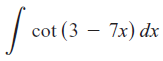 ∫ cot (3 − 7x) dx